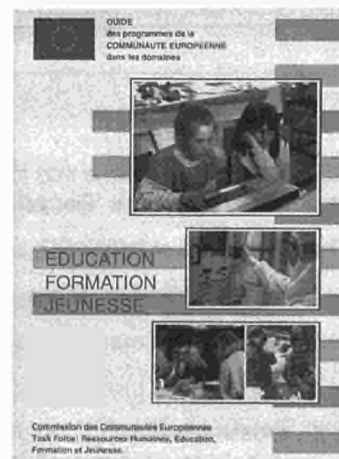 GUIDE
des programmes de la
COMMUNAUTE EUROPEENNE
dans les domaines
EDUCATION
FORMATION
JEUNESSE
Commission des Communautés Européennes
Task Force: Ressources Humaines, Education,
Formation et Jeunesse.